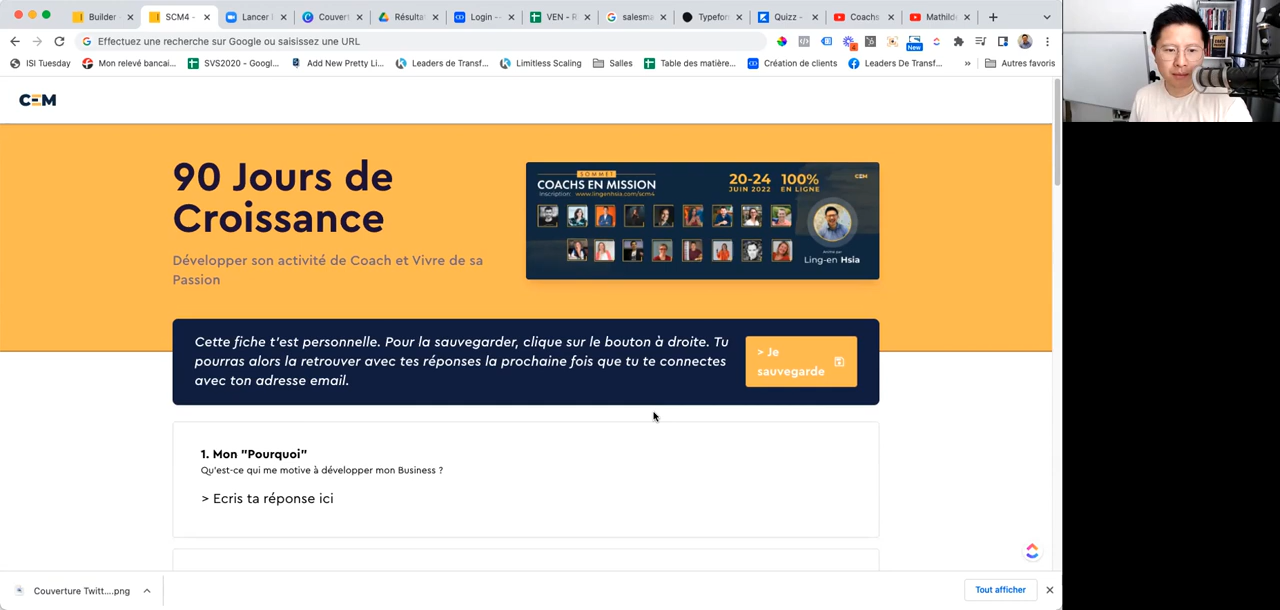 Builder -
SCM4 -
Lancer
Couvert
Résulta
Login --
VEN - R
salesma
Typefor
Quizz -
Coachs
Mathild
Effectuez une recherche sur Google ou saisissez une URL
4
New
ISI Tuesday
Mon relevé bancai...
SVS2020 - Googl...
Add New Pretty Li...
Leaders de Transf...
Limitless Scaling
Salles
Table des matière...
Création de clients
Leaders De Transf...
»
Autres favoris
CEM
90 Jours de
Croissance
Développer son activité de Coach et Vivre de sa
Passion
SOMMET
COACHS EN MISSION
Inscription: www.lingenhsia.com/scm4
20-24
JUIN 2022
100%
EN LIGNE
CEM
Ling-en Hsia
Cette fiche t'est personnelle. Pour la sauvegarder, clique sur le bouton à droite. Tu
pourras alors la retrouver avec tes réponses la prochaine fois que tu te connectes
avec ton adresse email.
> Je
sauvegarde
1. Mon "Pourquoi"
Qu'est-ce qui me motive à développer mon Business ?
> Ecris ta réponse ici
Couverture Twitt....png
Tout afficher